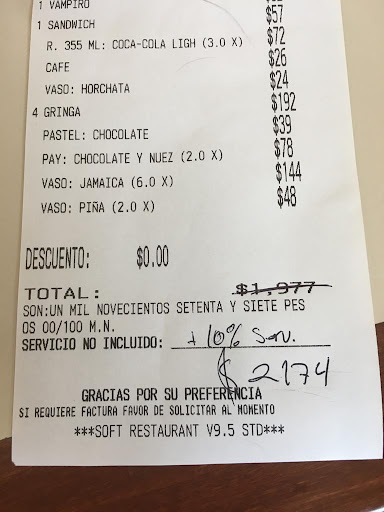 1 VAMPIRO
1 SANDWICH $57
R. 355 ML: COCA-COLA LIGH (3.0 X) $72
CAFE $26
VASO: HORCHATA $24
4 GRINGA $192
PASTEL: CHOCOLATE $39
PAY: CHOCOLATE Y NUEZ (2.0 X) $78
VASO: JAMAICA (6.0 X) $144
VASO: PIÑA (2.0 X) $48
DESCUENTO: $0.00
TOTAL: $1,977
SON:UN MIL NOVECIENTOS SETENTA Y SIETE PES
OS 00/100 M.N.
SERVICIO NO INCLUIDO: + 10% Serv.
$ 2174
GRACIAS POR SU PREFERENCIA
SI REQUIERE FACTURA FAVOR DE SOLICITAR AL MOMENTO
***SOFT RESTAURANT V9.5 STD***